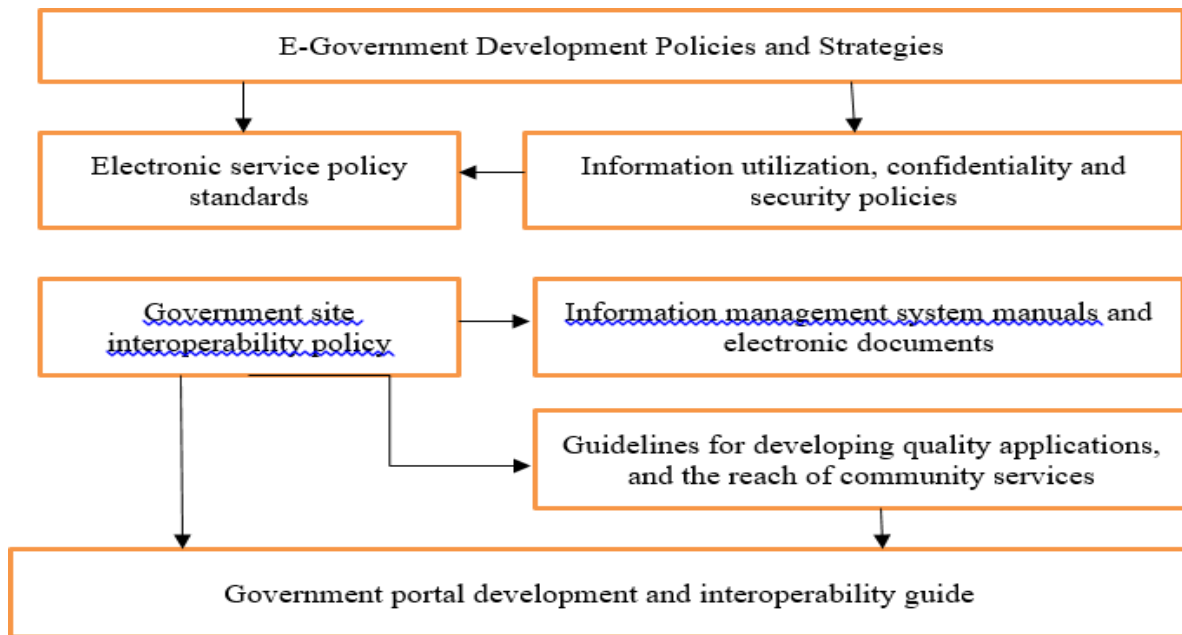 E-Government Development Policies and Strategies
Electronic service policy
standards
Information utilization, confidentiality and
security policies
Government site
interoperability policy
Information management system manuals and
electronic documents
Guidelines for developing quality applications,
and the reach of community services
Government portal development and interoperability guide